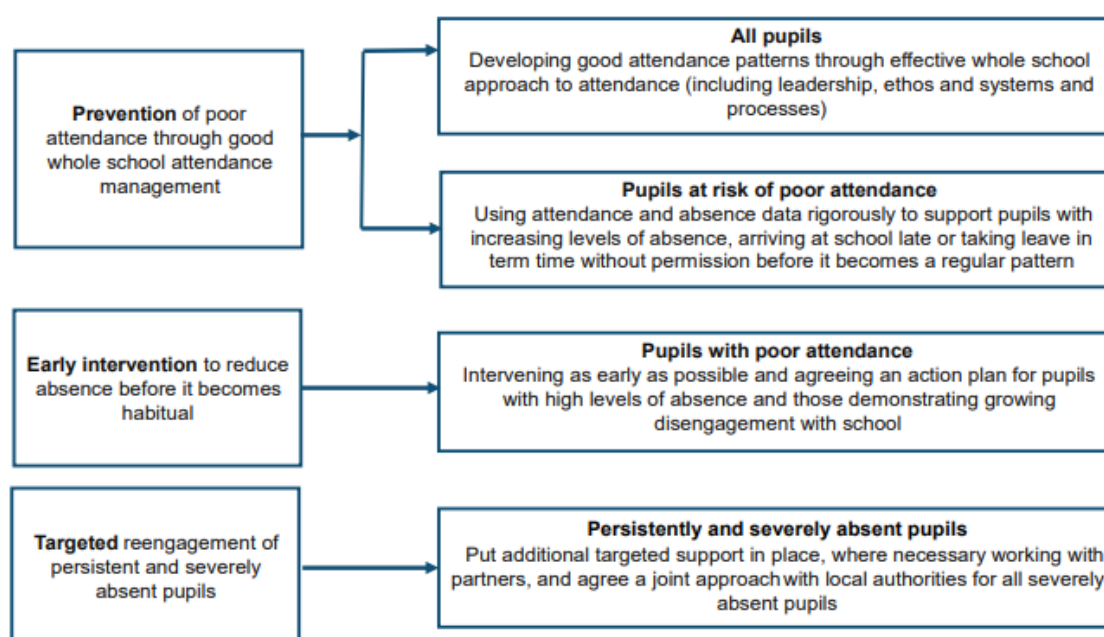 Prevention of poor
attendance through good
whole school attendance
management
All pupils
Developing good attendance patterns through effective whole school
approach to attendance (including leadership, ethos and systems and
processes)
Pupils at risk of poor attendance
Using attendance and absence data rigorously to support pupils with
increasing levels of absence, arriving at school late or taking leave in
term time without permission before it becomes a regular pattern
Early intervention to reduce
absence before it becomes
habitual
Pupils with poor attendance
Intervening as early as possible and agreeing an action plan for pupils
with high levels of absence and those demonstrating growing
disengagement with school
Targeted reengagement of
persistent and severely
absent pupils
Persistently and severely absent pupils
Put additional targeted support in place, where necessary working with
partners, and agree a joint approach with local authorities for all severely
absent pupils